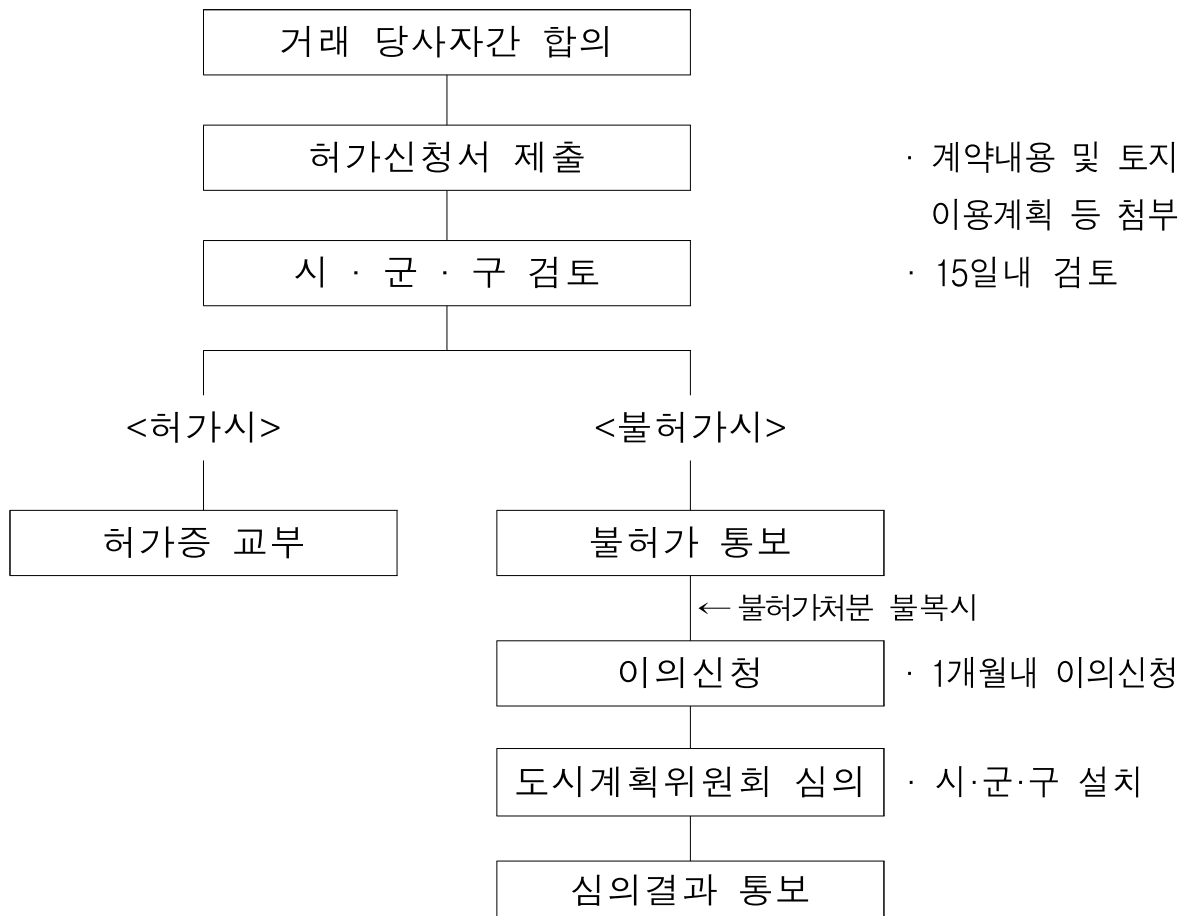 거래 당사자간 합의
허가신청서 제출
· 계약내용 및 토지
이용계획 등 첨부
시 · 군 · 구 검토
· 15일내 검토
<허가시>
<불허가시>
허가증 교부
불허가 통보
← 불허가처분 불복시
이의신청
· 1개월내 이의신청
도시계획위원회 심의
· 시·군·구 설치
심의결과 통보